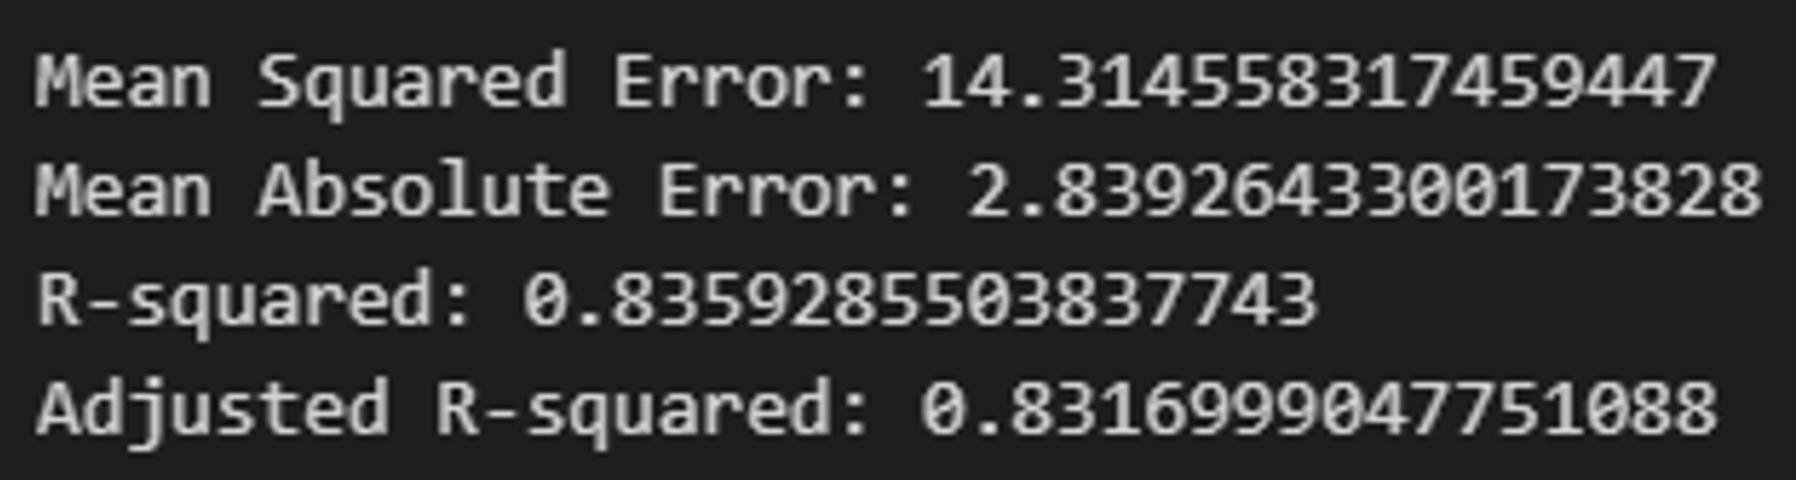 Mean Squared Error: 14.314558317459447
Mean Absolute Error: 2.8392643300173828
R-squared: 0.8359285503837743
Adjusted R-squared: 0.8316999047751088